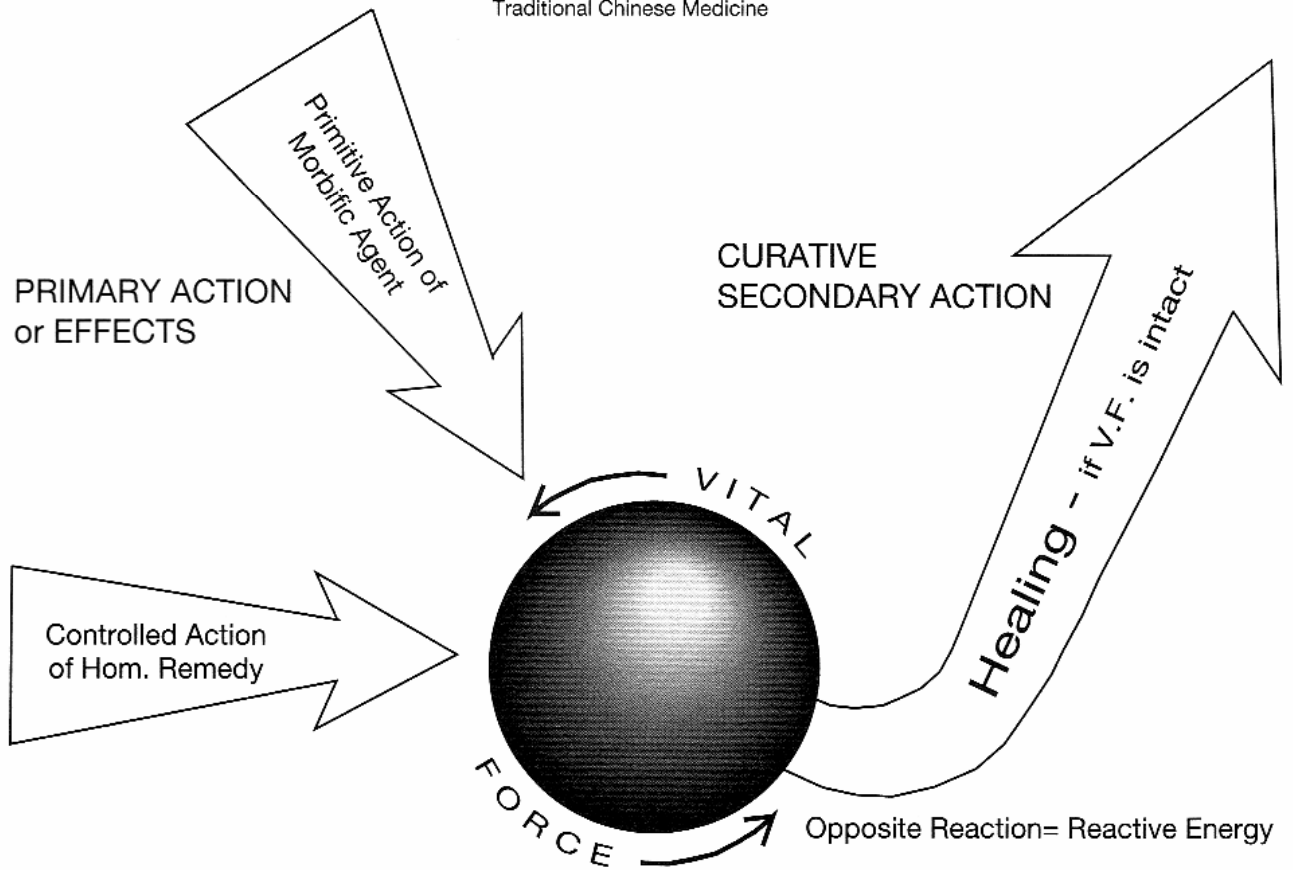 Traditional Chinese Medicine
Primitive Action of
Morbific Agent
PRIMARY ACTION
or EFFECTS
CURATIVE
SECONDARY ACTION
Healing - if V.F. is intact
VITAL
Controlled Action
of Hom. Remedy
FORCE
Opposite Reaction= Reactive Energy